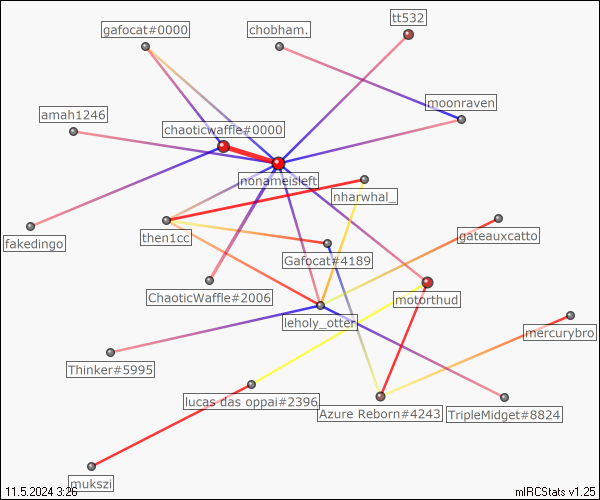 tt532
gafocat#0000
chobham.
moonraven
amah1246
chaoticwaffle#0000
nonameisleft
nharwhal_
gateauxcatto
then1cc
fakedingo
Gafocat#4189
ChaoticWaffle#2006
motorthud
leholy_otter
mercurybro
Thinker#5995
lucas das oppai#2396
Azure Reborn#4243
TripleMidget#8824
mukszi
11.5.2024 3:26
mIRCStats v1.25